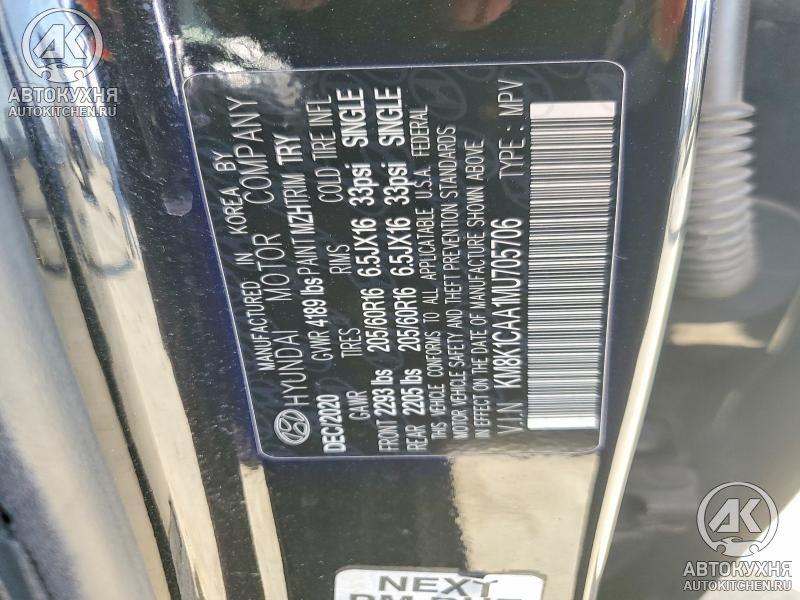 АК
АВТОКУХНЯ
AUTOKITCHEN.RU
MANUFACTURED IN KOREA BY
HYUNDAI MOTOR COMPANY
DEC/2020 GVWR 4189 lbs PAINT MZH TRIM TRY
GAWR TIRES RIMS COLD TIRE INFL
FRONT 2293 lbs 205/60R16 6.5JX16 33psi SINGLE
REAR 2205 lbs 205/60R16 6.5JX16 33psi SINGLE
THIS VEHICLE CONFORMS TO ALL APPLICABLE U.S.A. FEDERAL
MOTOR VEHICLE SAFETY AND THEFT PREVENTION STANDARDS
IN EFFECT ON THE DATE OF MANUFACTURE SHOWN ABOVE
V.I.N KM8K1CAA1MU705706 TYPE : MPV
NEXT
АК
АВТОКУХНЯ
AUTOKITCHEN.RU